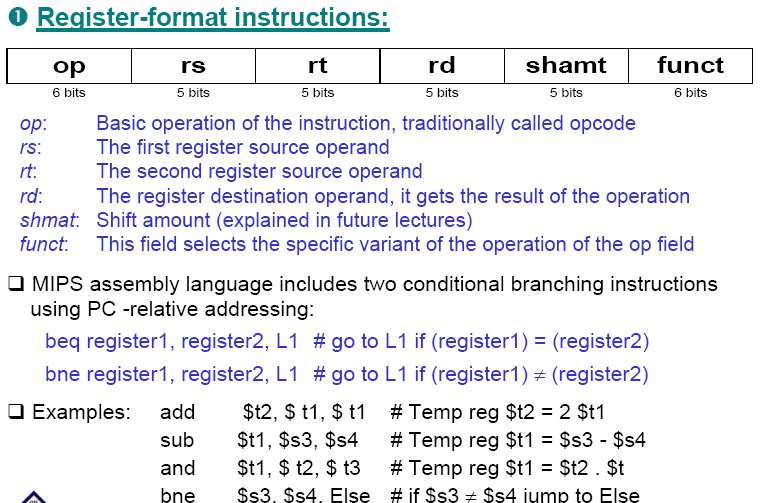 ❶ Register-format instructions:
op rs rt rd shamt funct
6 bits 5 bits 5 bits 5 bits 5 bits 6 bits
op: Basic operation of the instruction, traditionally called opcode
rs: The first register source operand
rt: The second register source operand
rd: The register destination operand, it gets the result of the operation
shmat: Shift amount (explained in future lectures)
funct: This field selects the specific variant of the operation of the op field
❑ MIPS assembly language includes two conditional branching instructions
using PC -relative addressing:
beq register1, register2, L1 # go to L1 if (register1) = (register2)
bne register1, register2, L1 # go to L1 if (register1) ≠ (register2)
❑ Examples: add $t2, $ t1, $ t1 # Temp reg $t2 = 2 $t1
sub $t1, $s3, $s4 # Temp reg $t1 = $s3 - $s4
and $t1, $ t2, $ t3 # Temp reg $t1 = $t2 . $t
bne $s3, $s4, Else # if $s3 ≠ $s4 jump to Else